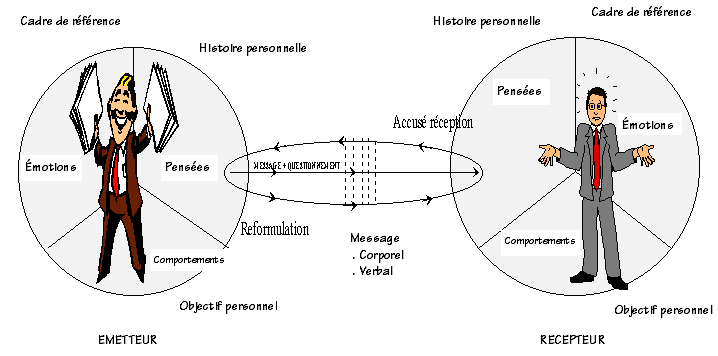 Cadre de référence
Histoire personnelle
Émotions
Pensées
Comportements
Objectif personnel
EMETTEUR
Accusé réception
MESSAGE + QUESTIONNEMENT
Reformulation
Message
. Corporel
. Verbal
Histoire personnelle
Cadre de référence
Pensées
Émotions
Comportements
Objectif personnel
RECEPTEUR